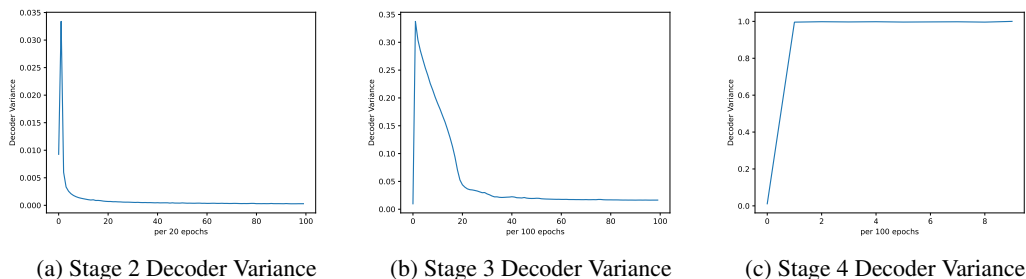 0.035
0.030
0.025
0.020
0.015
0.010
0.005
0.000
Decoder Variance
0 20 40 60 80 100
per 20 epochs
(a) Stage 2 Decoder Variance
0.35
0.30
0.25
0.20
0.15
0.10
0.05
0.00
Decoder Variance
0 20 40 60 80 100
per 100 epochs
(b) Stage 3 Decoder Variance
1.0
0.8
0.6
0.4
0.2
0.0
Decoder Variance
0 2 4 6 8
per 100 epochs
(c) Stage 4 Decoder Variance